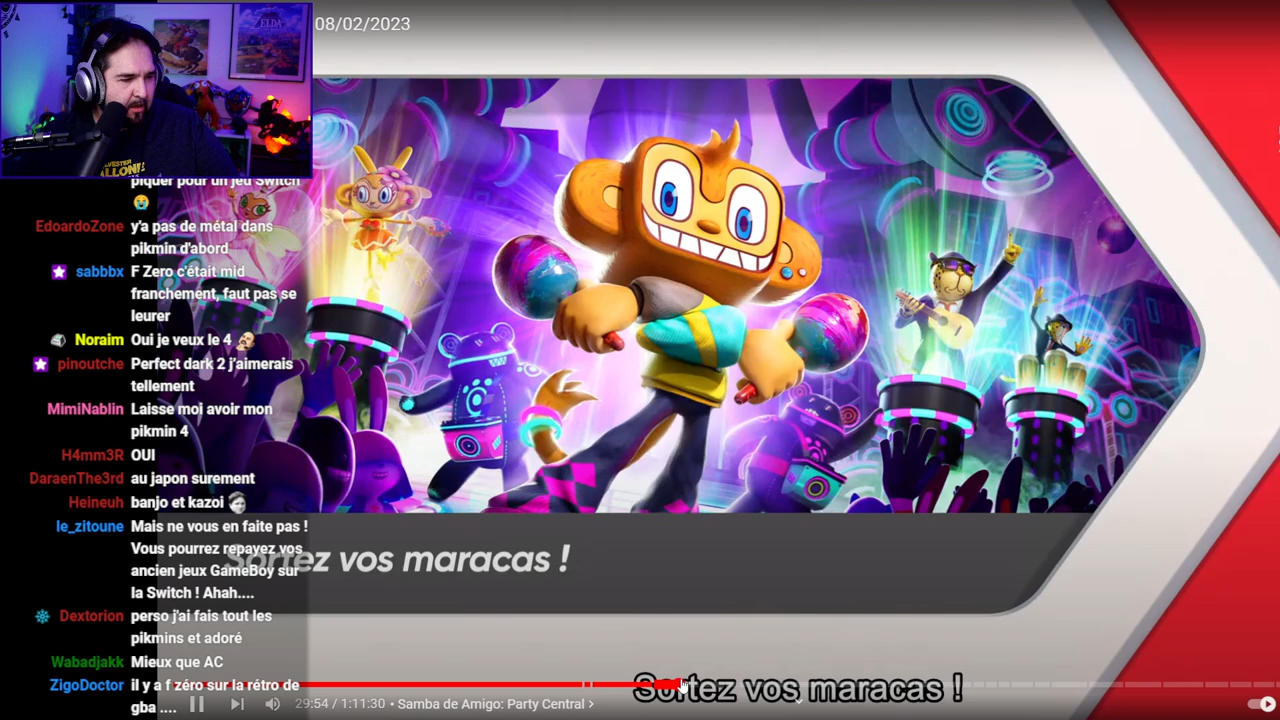 08/02/2023
ZELDA
piquer pour un jeu Switch
EdoardoZone y'a pas de métal dans
pikmin d'abord
sabbbx F Zero c'était mid
franchement, faut pas se
leurer
Noraim Oui je veux le 4
pinoutche Perfect dark 2 j'aimerais
tellement
MimiNablin Laisse moi avoir mon
pikmin 4
H4mm3R OUI
DaraenThe3rd au japon surement
Heineuh banjo et kazoi
le_zitoune Mais ne vous en faite pas !
Vous pourrez repayez vos
ancien jeux GameBoy sur
la Switch ! Ahah....
Dextorion perso j'ai fais tout les
pikmins et adoré
Wabadjakk Mieux que AC
ZigoDoctor il y a f zéro sur la rétro de
gba ....
Sortez vos maracas !
Sortez vos maracas !
29:54 / 1:11:30 • Samba de Amigo: Party Central >